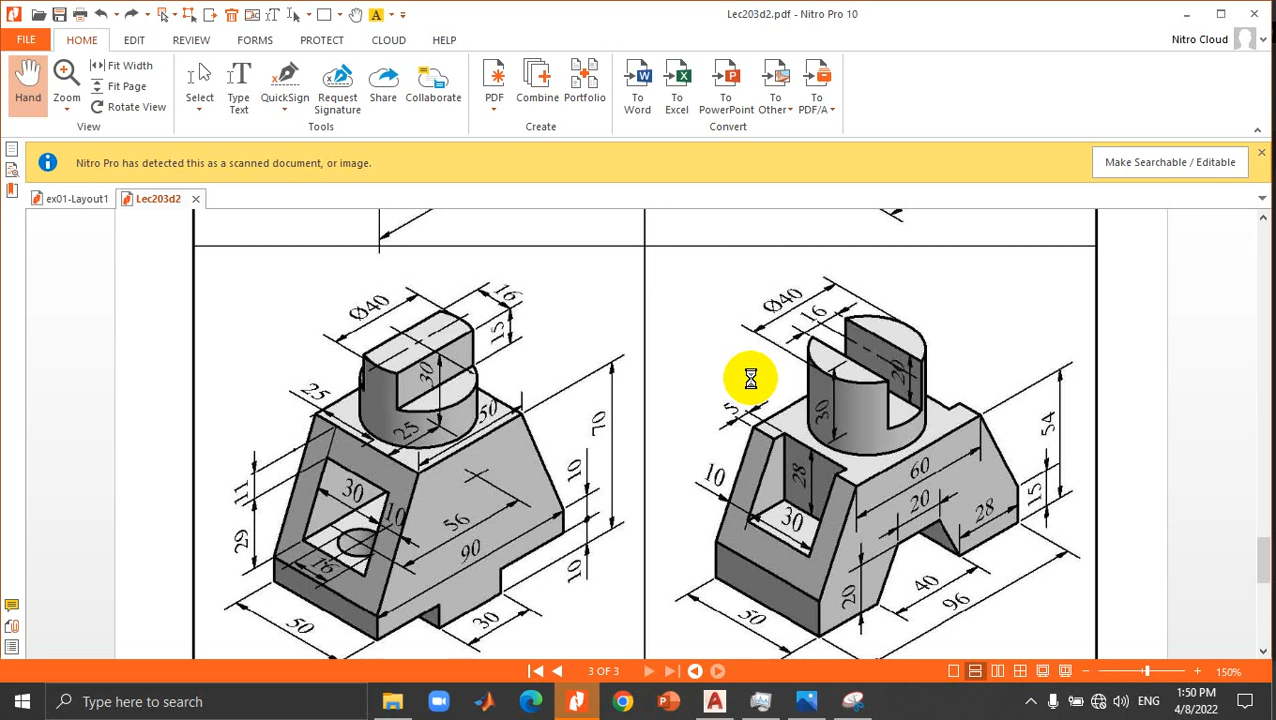 Lec203d2.pdf - Nitro Pro 10
FILE
HOME
EDIT
REVIEW
FORMS
PROTECT
CLOUD
HELP
Nitro Cloud
Hand
Zoom
Fit Width
Fit Page
Rotate View
View
Select
Type Text
QuickSign
Request Signature
Share
Collaborate
Tools
PDF
Combine
Portfolio
Create
To Word
To Excel
To PowerPoint
To Other
To PDF/A
Convert
Nitro Pro has detected this as a scanned document, or image.
Make Searchable / Editable
ex01-Layout1
Lec203d2
Ø40
16
15
30
25
50
25
70
11
30
10
10
56
29
90
16
10
50
30
Ø40
16
20
5
30
54
60
28
10
20
15
30
28
20
40
96
50
3 OF 3
150%
Type here to search
ENG
1:50 PM
4/8/2022